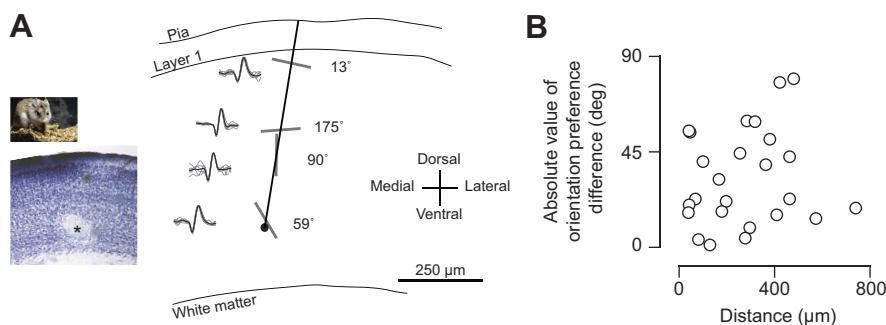 A
Pia
Layer 1
13°
175°
90°
59°
Dorsal
Medial
Lateral
Ventral
*
250 μm
White matter
B
Absolute value of
orientation preference
difference (deg)
90
45
0
0
400
800
Distance (μm)